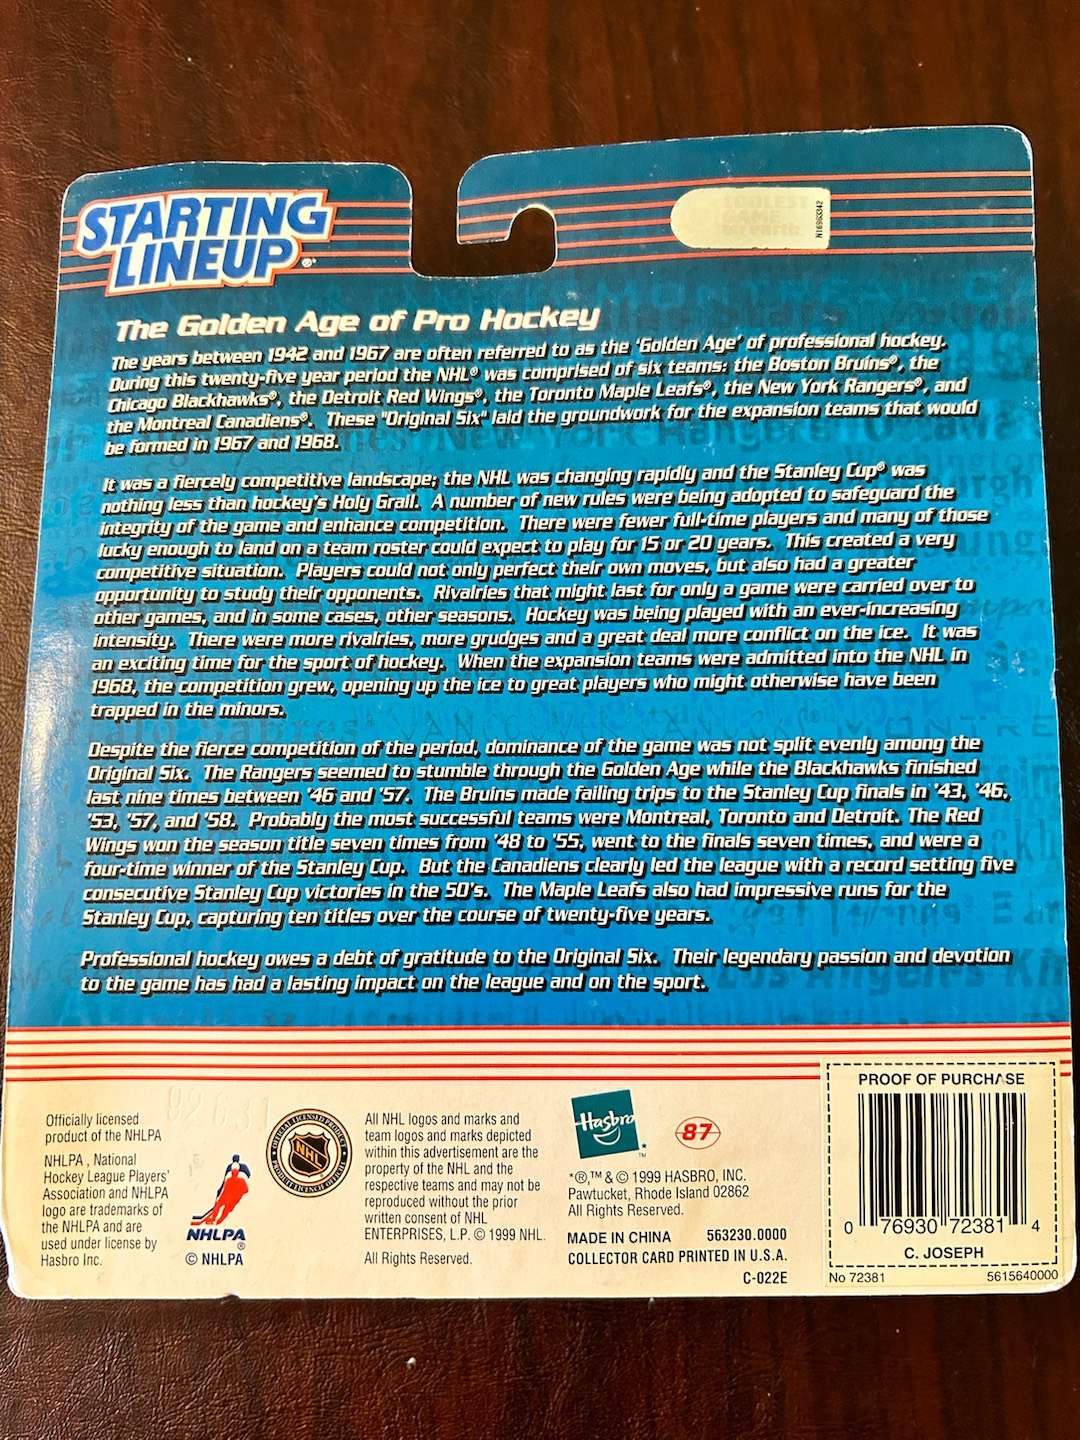 STARTING
LINEUP ®*
N16963342
The Golden Age of Pro Hockey
The years between 1942 and 1967 are often referred to as the 'Golden Age' of professional hockey.
During this twenty-five year period the NHL® was comprised of six teams: the Boston Bruins®, the
Chicago Blackhawks®, the Detroit Red Wings®, the Toronto Maple Leafs®, the New York Rangers®, and
the Montreal Canadiens®. These "Original Six" laid the groundwork for the expansion teams that would
be formed in 1967 and 1968.
It was a fiercely competitive landscape; the NHL was changing rapidly and the Stanley Cup® was
nothing less than hockey's Holy Grail. A number of new rules were being adopted to safeguard the
integrity of the game and enhance competition. There were fewer full-time players and many of those
lucky enough to land on a team roster could expect to play for 15 or 20 years. This created a very
competitive situation. Players could not only perfect their own moves, but also had a greater
opportunity to study their opponents. Rivalries that might last for only a game were carried over to
other games, and in some cases, other seasons. Hockey was being played with an ever-increasing
intensity. There were more rivalries, more grudges and a great deal more conflict on the ice. It was
an exciting time for the sport of hockey. When the expansion teams were admitted into the NHL in
1968, the competition grew, opening up the ice to great players who might otherwise have been
trapped in the minors.
Despite the fierce competition of the period, dominance of the game was not split evenly among the
Original Six. The Rangers seemed to stumble through the Golden Age while the Blackhawks finished
last nine times between '46 and '57. The Bruins made failing trips to the Stanley Cup finals in '43, '46,
'53, '57, and '58. Probably the most successful teams were Montreal, Toronto and Detroit. The Red
Wings won the season title seven times from '48 to '55, went to the finals seven times, and were a
four-time winner of the Stanley Cup. But the Canadiens clearly led the league with a record setting five
consecutive Stanley Cup victories in the 50's. The Maple Leafs also had impressive runs for the
Stanley Cup, capturing ten titles over the course of twenty-five years.
Professional hockey owes a debt of gratitude to the Original Six. Their legendary passion and devotion
to the game has had a lasting impact on the league and on the sport.
Officially licensed
product of the NHLPA
NHLPA , National
Hockey League Players'
Association and NHLPA
logo are trademarks of
the NHLPA and are
used under license by
Hasbro Inc.
NHLPA
®
© NHLPA
NHL
All NHL logos and marks and
team logos and marks depicted
within this advertisement are the
property of the NHL and the
respective teams and may not be
reproduced without the prior
written consent of NHL
ENTERPRISES, L.P. © 1999 NHL.
All Rights Reserved.
Hasbro
™
87
*®,™ & © 1999 HASBRO, INC.
Pawtucket, Rhode Island 02862
All Rights Reserved.
MADE IN CHINA 563230.0000
COLLECTOR CARD PRINTED IN U.S.A.
C-022E
PROOF OF PURCHASE
0 76930 72381 4
C. JOSEPH
No 72381 5615640000